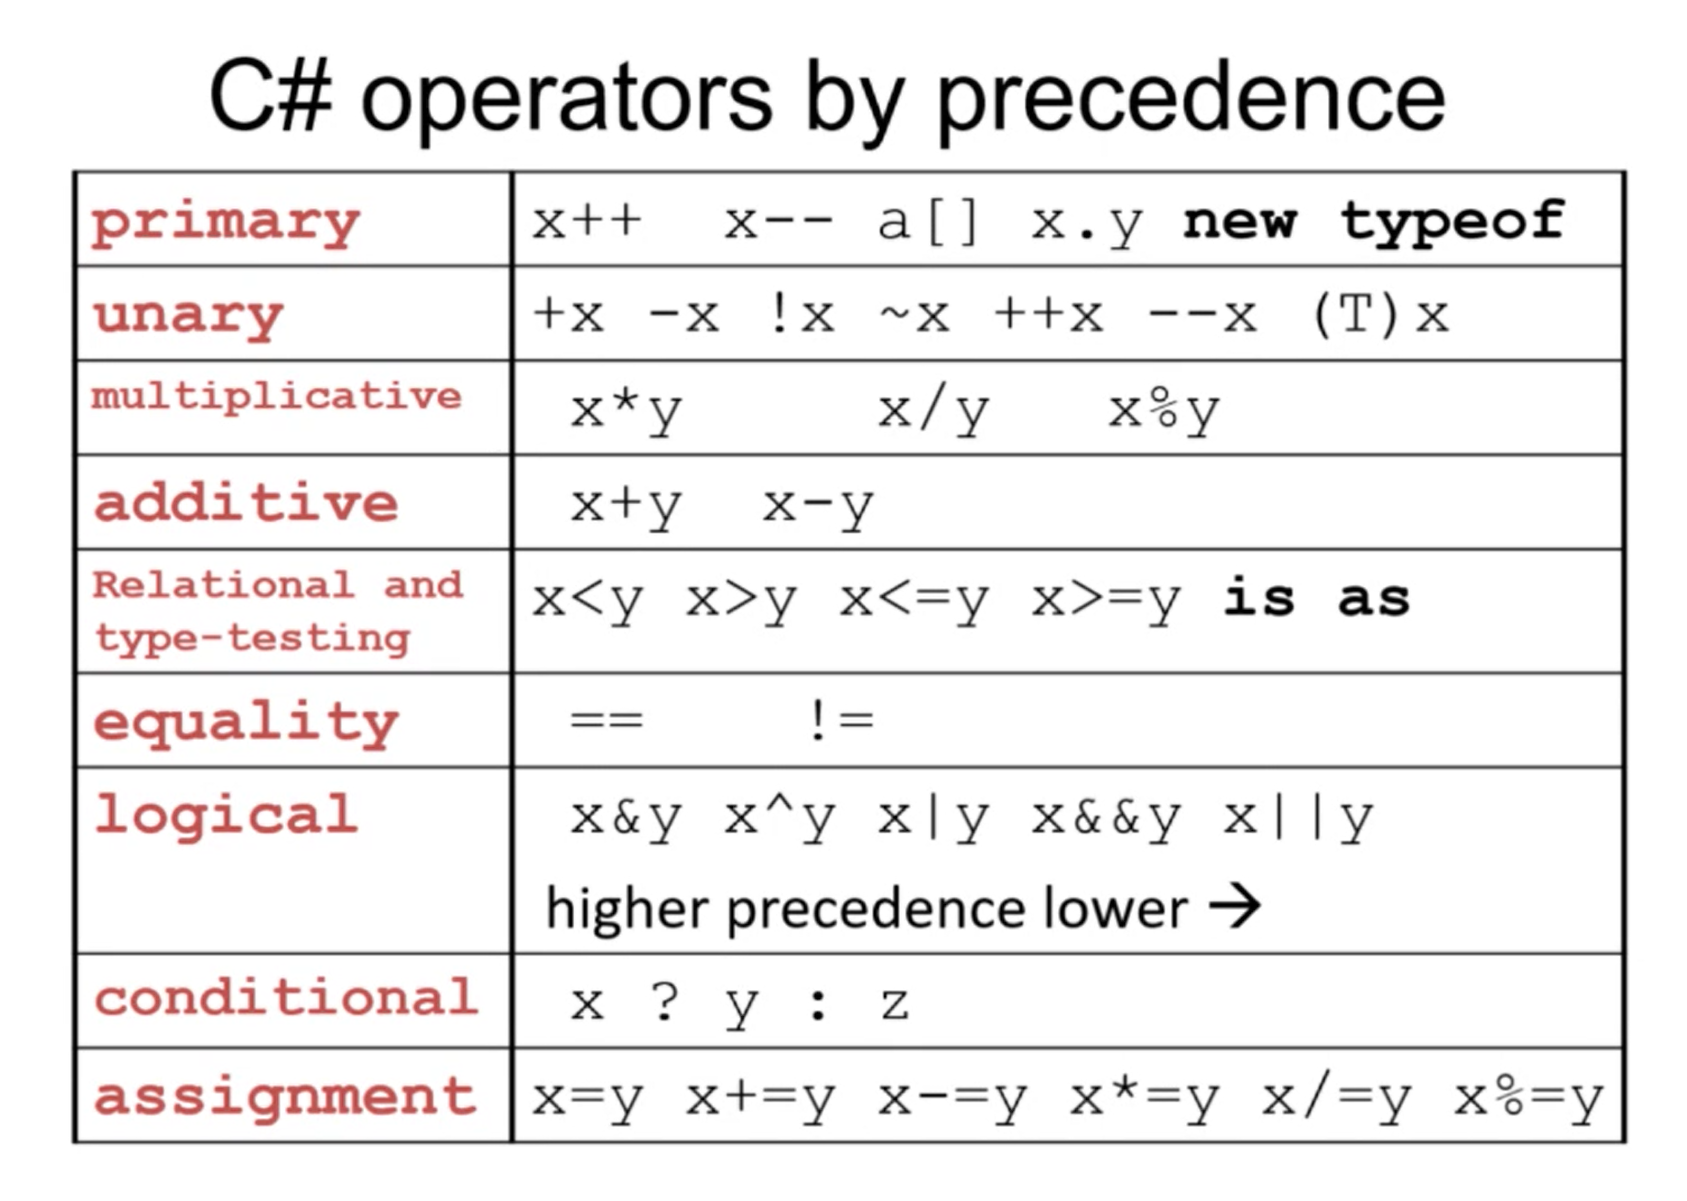 C# operators by precedence
primary x++ x-- a[] x.y new typeof
unary +x -x !x ~x ++x --x (T)x
multiplicative x*y x/y x%y
additive x+y x-y
Relational and x<y x>y x<=y x>=y is as
type-testing
equality == !=
logical x&y x^y x|y x&&y x||y
higher precedence lower →
conditional x ? y : z
assignment x=y x+=y x-=y x*=y x/=y x%=y